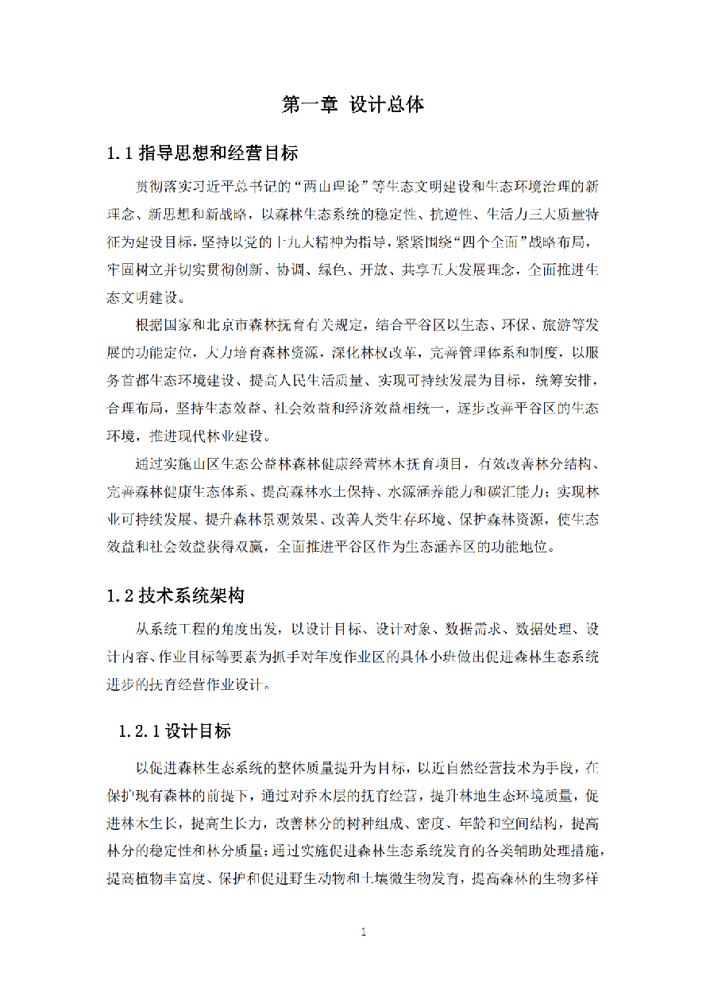 第一章 设计总体
1.1 指导思想和经营目标
贯彻落实习近平总书记的“两山理论”等生态文明建设和生态环境治理的新
理念、新思想和新战略，以森林生态系统的稳定性、抗逆性、生活力三大质量特
征为建设目标，坚持以党的十九大精神为指导，紧紧围绕“四个全面”战略布局，
牢固树立并切实贯彻创新、协调、绿色、开放、共享五大发展理念，全面推进生
态文明建设。
根据国家和北京市森林抚育有关规定，结合平谷区以生态、环保、旅游等发
展的功能定位，大力培育森林资源，深化林权改革，完善管理体系和制度，以服
务首都生态环境建设、提高人民生活质量、实现可持续发展为目标，统筹安排，
合理布局，坚持生态效益、社会效益和经济效益相统一，逐步改善平谷区的生态
环境，推进现代林业建设。
通过实施山区生态公益林森林健康经营林木抚育项目，有效改善林分结构、
完善森林健康生态体系、提高森林水土保持、水源涵养能力和碳汇能力；实现林
业可持续发展、提升森林景观效果、改善人类生存环境、保护森林资源，使生态
效益和社会效益获得双赢，全面推进平谷区作为生态涵养区的功能地位。
1.2 技术系统架构
从系统工程的角度出发，以设计目标、设计对象、数据需求、数据处理、设
计内容、作业目标等要素为抓手对年度作业区的具体小班做出促进森林生态系统
进步的抚育经营作业设计。
1.2.1 设计目标
以促进森林生态系统的整体质量提升为目标，以近自然经营技术为手段，在
保护现有森林的前提下，通过对乔木层的抚育经营，提升林地生态环境质量，促
进林木生长，提高生长力，改善林分的树种组成、密度、年龄和空间结构，提高
林分的稳定性和林分质量；通过实施促进森林生态系统发育的各类辅助处理措施，
提高植物丰富度、保护和促进野生动物和土壤微生物发育，提高森林的生物多样
1